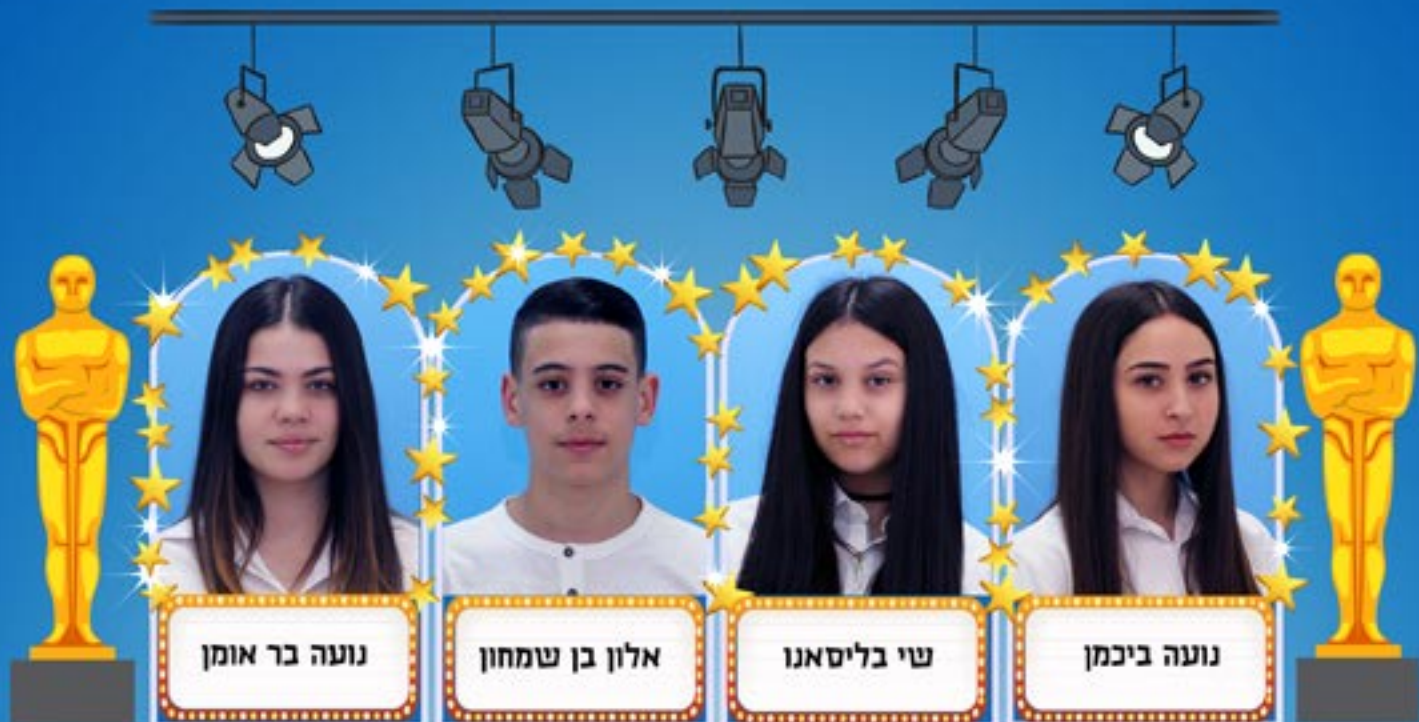 נועה ביכמן
שי בליסאנו
אלון בן שמחון
נועה בר אומן